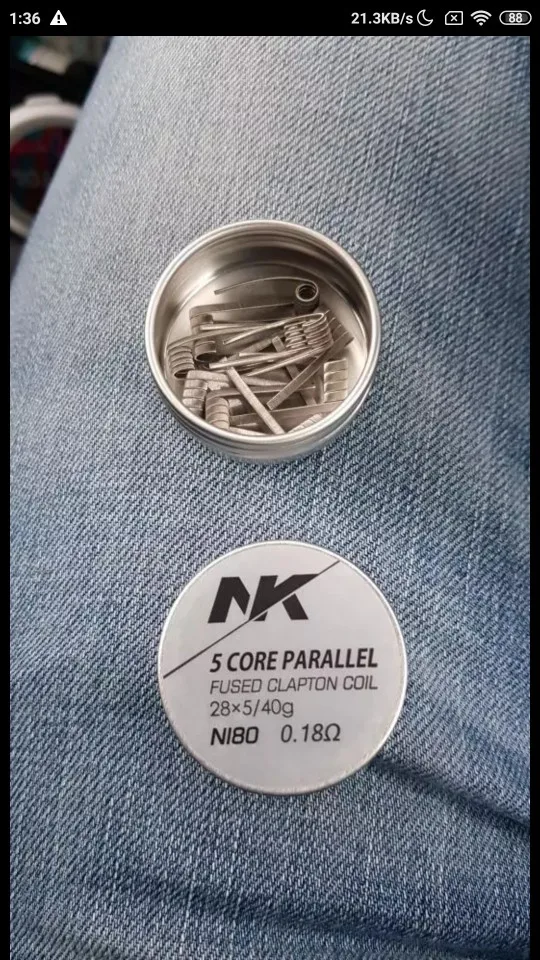 1:36
21.3KB/s
88
NK
5 CORE PARALLEL
FUSED CLAPTON COIL
28×5/40g
NI80 0.18Ω